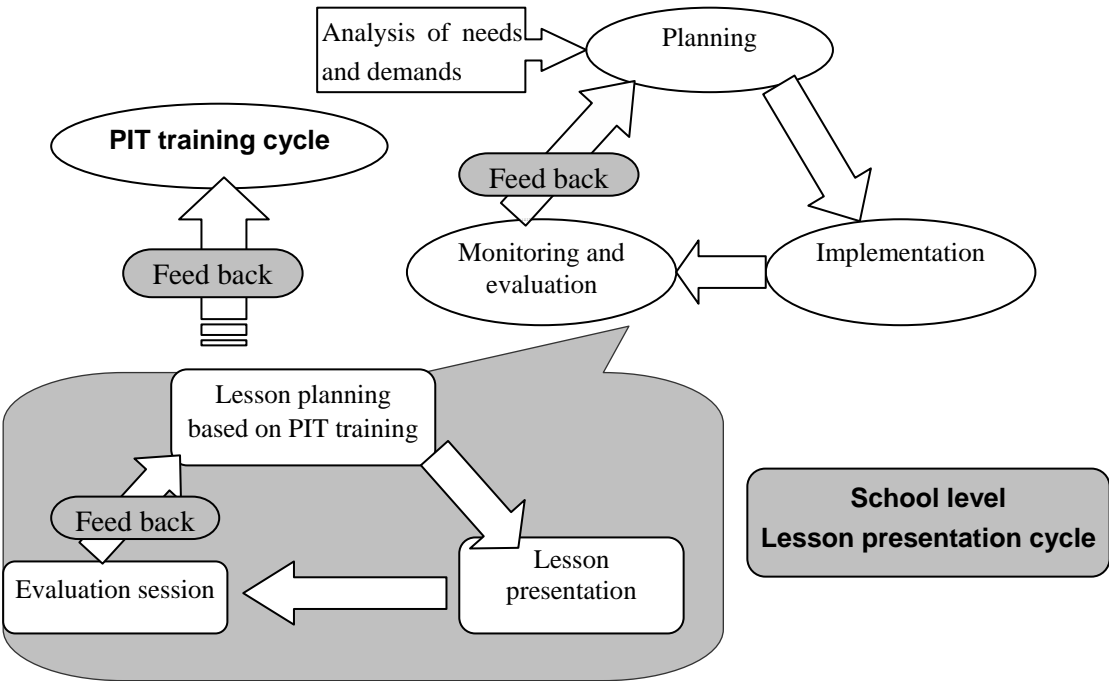 Analysis of needs
and demands
Planning
PIT training cycle
Feed back
Feed back
Monitoring and
evaluation
Implementation
Lesson planning
based on PIT training
Feed back
Evaluation session
Lesson
presentation
School level
Lesson presentation cycle